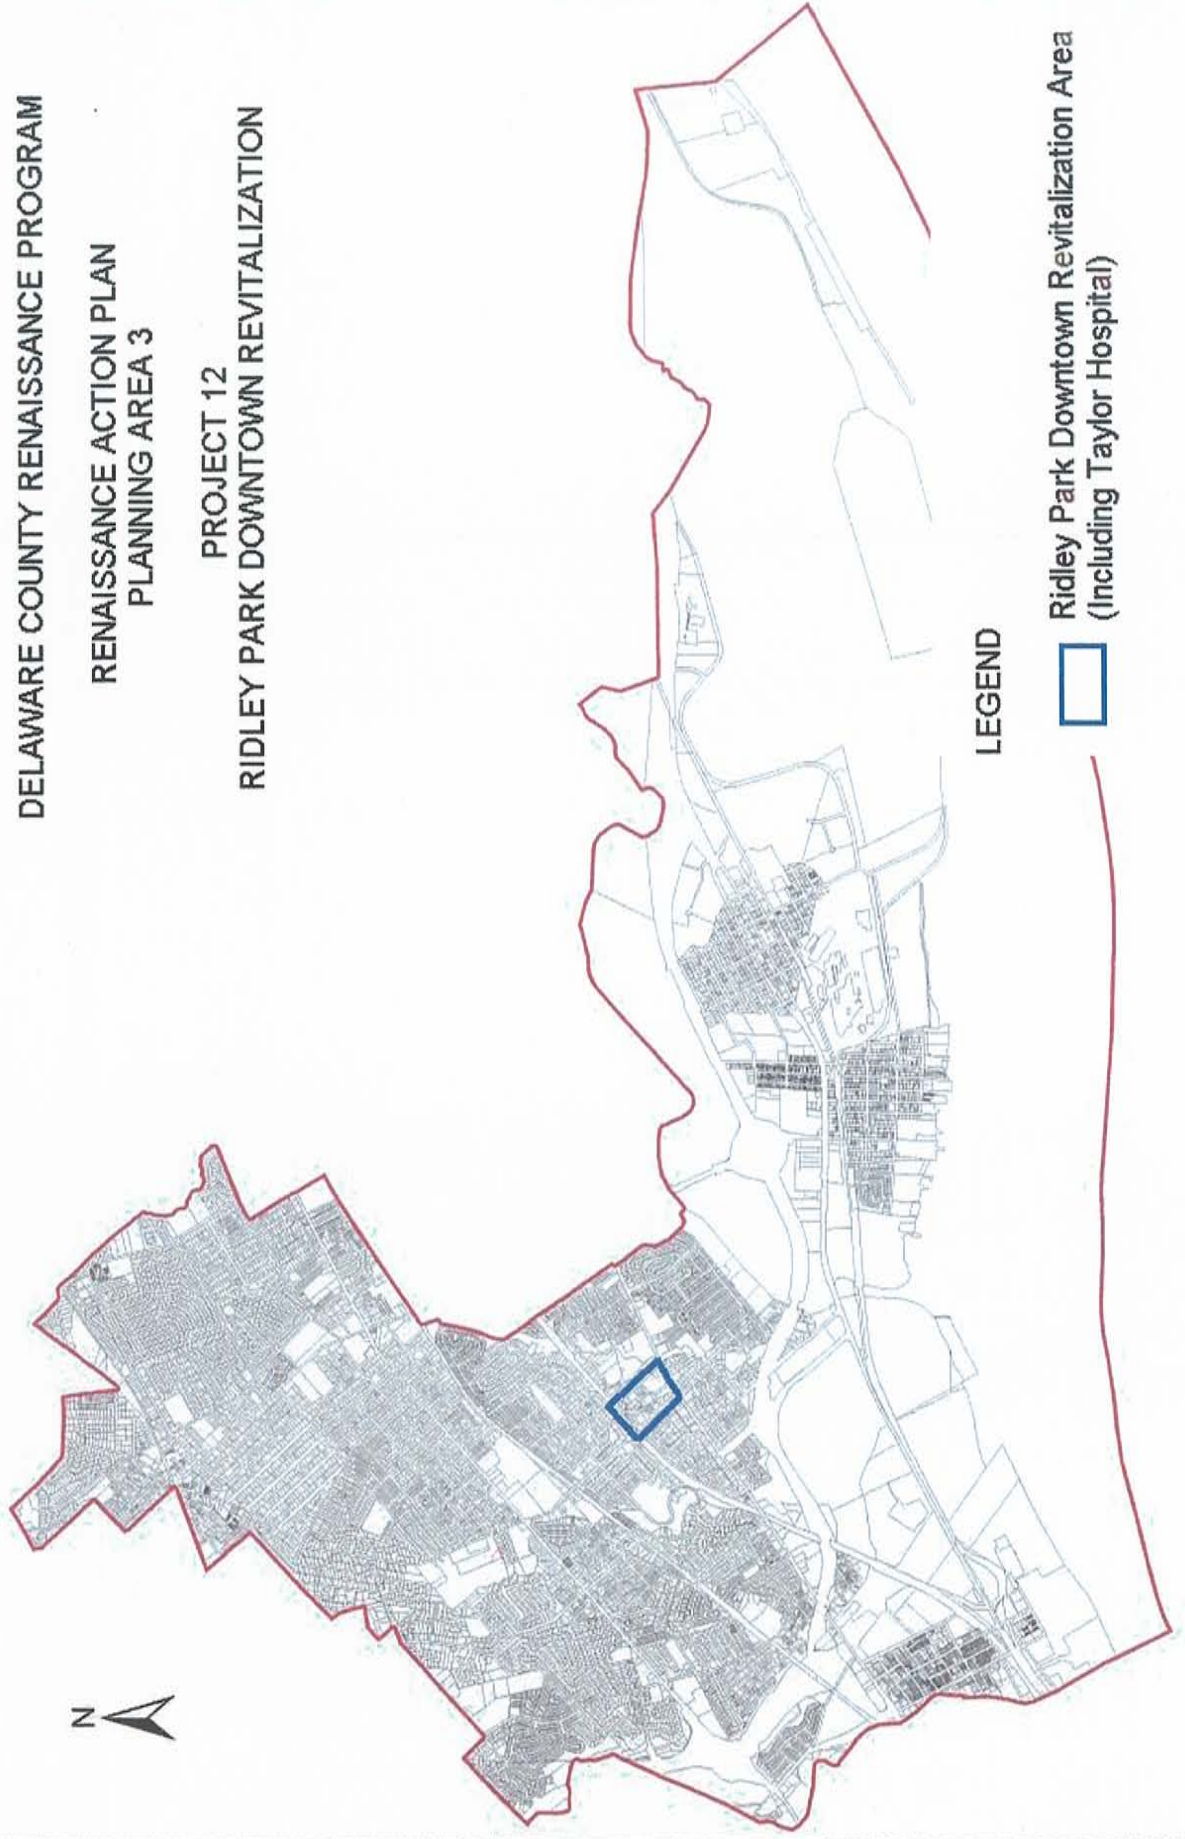 DELAWARE COUNTY RENAISSANCE PROGRAM
RENAISSANCE ACTION PLAN
PLANNING AREA 3
PROJECT 12
RIDLEY PARK DOWNTOWN REVITALIZATION
N
LEGEND
Ridley Park Downtown Revitalization Area
(Including Taylor Hospital)